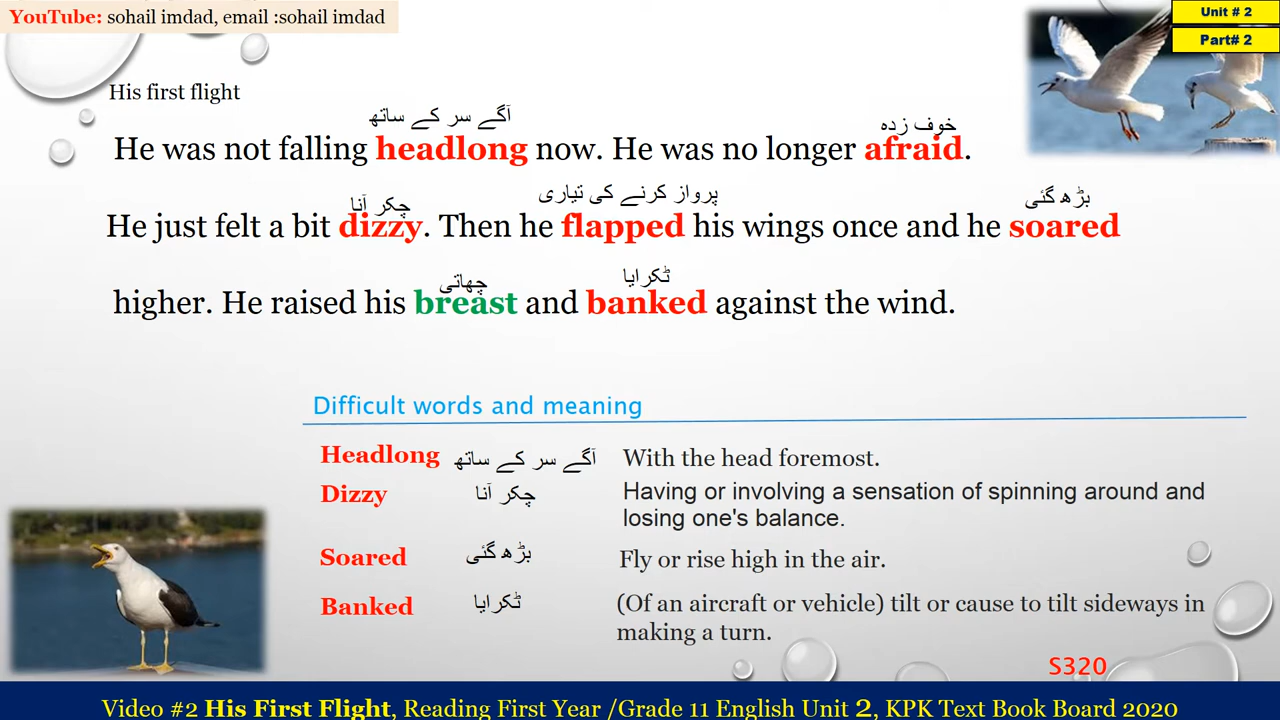 YouTube: sohail imdad, email :sohail imdad
Unit # 2
Part# 2
His first flight
آگے سر کے ساتھ
خوف زدہ
He was not falling headlong now. He was no longer afraid.
چکر آنا
پرواز کرنے کی تیاری
بڑھ گئی
He just felt a bit dizzy. Then he flapped his wings once and he soared
چھاتی
ٹکرایا
higher. He raised his breast and banked against the wind.
Difficult words and meaning
Headlong آگے سر کے ساتھ With the head foremost.
Dizzy چکر آنا Having or involving a sensation of spinning around and
losing one's balance.
Soared بڑھ گئی Fly or rise high in the air.
Banked ٹکرایا (Of an aircraft or vehicle) tilt or cause to tilt sideways in
making a turn.
S320
Video #2 His First Flight, Reading First Year /Grade 11 English Unit 2, KPK Text Book Board 2020